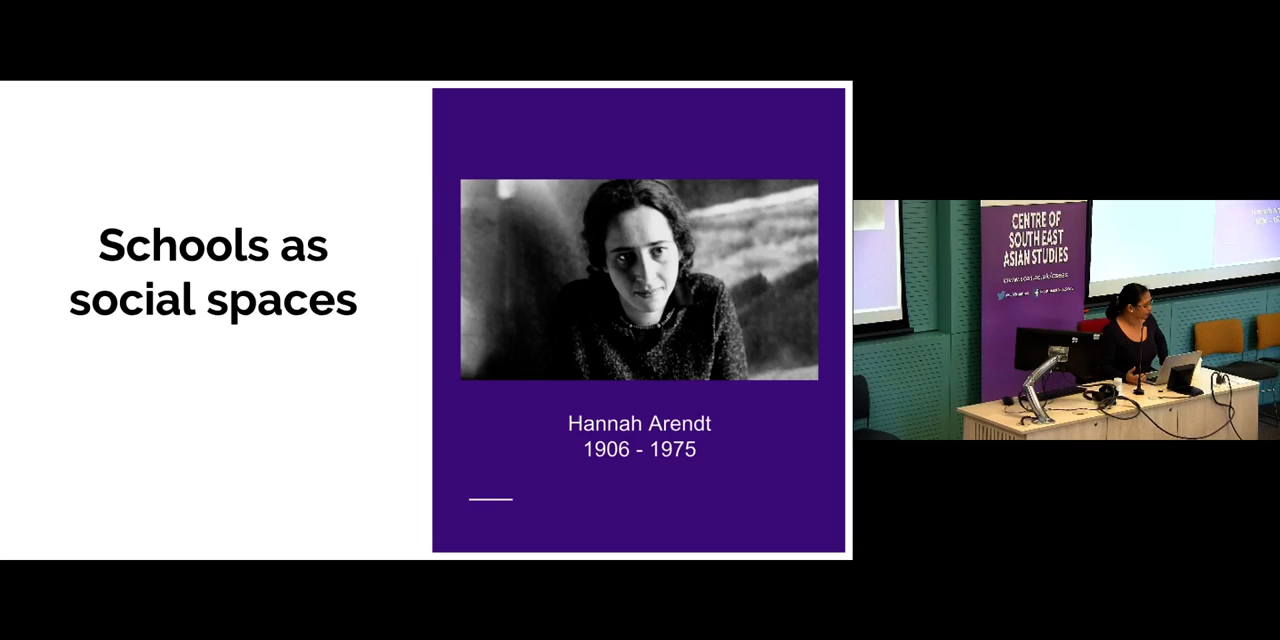 Schools as
social spaces
Hannah Arendt
1906 - 1975
CENTRE OF
SOUTH EAST
ASIAN STUDIES